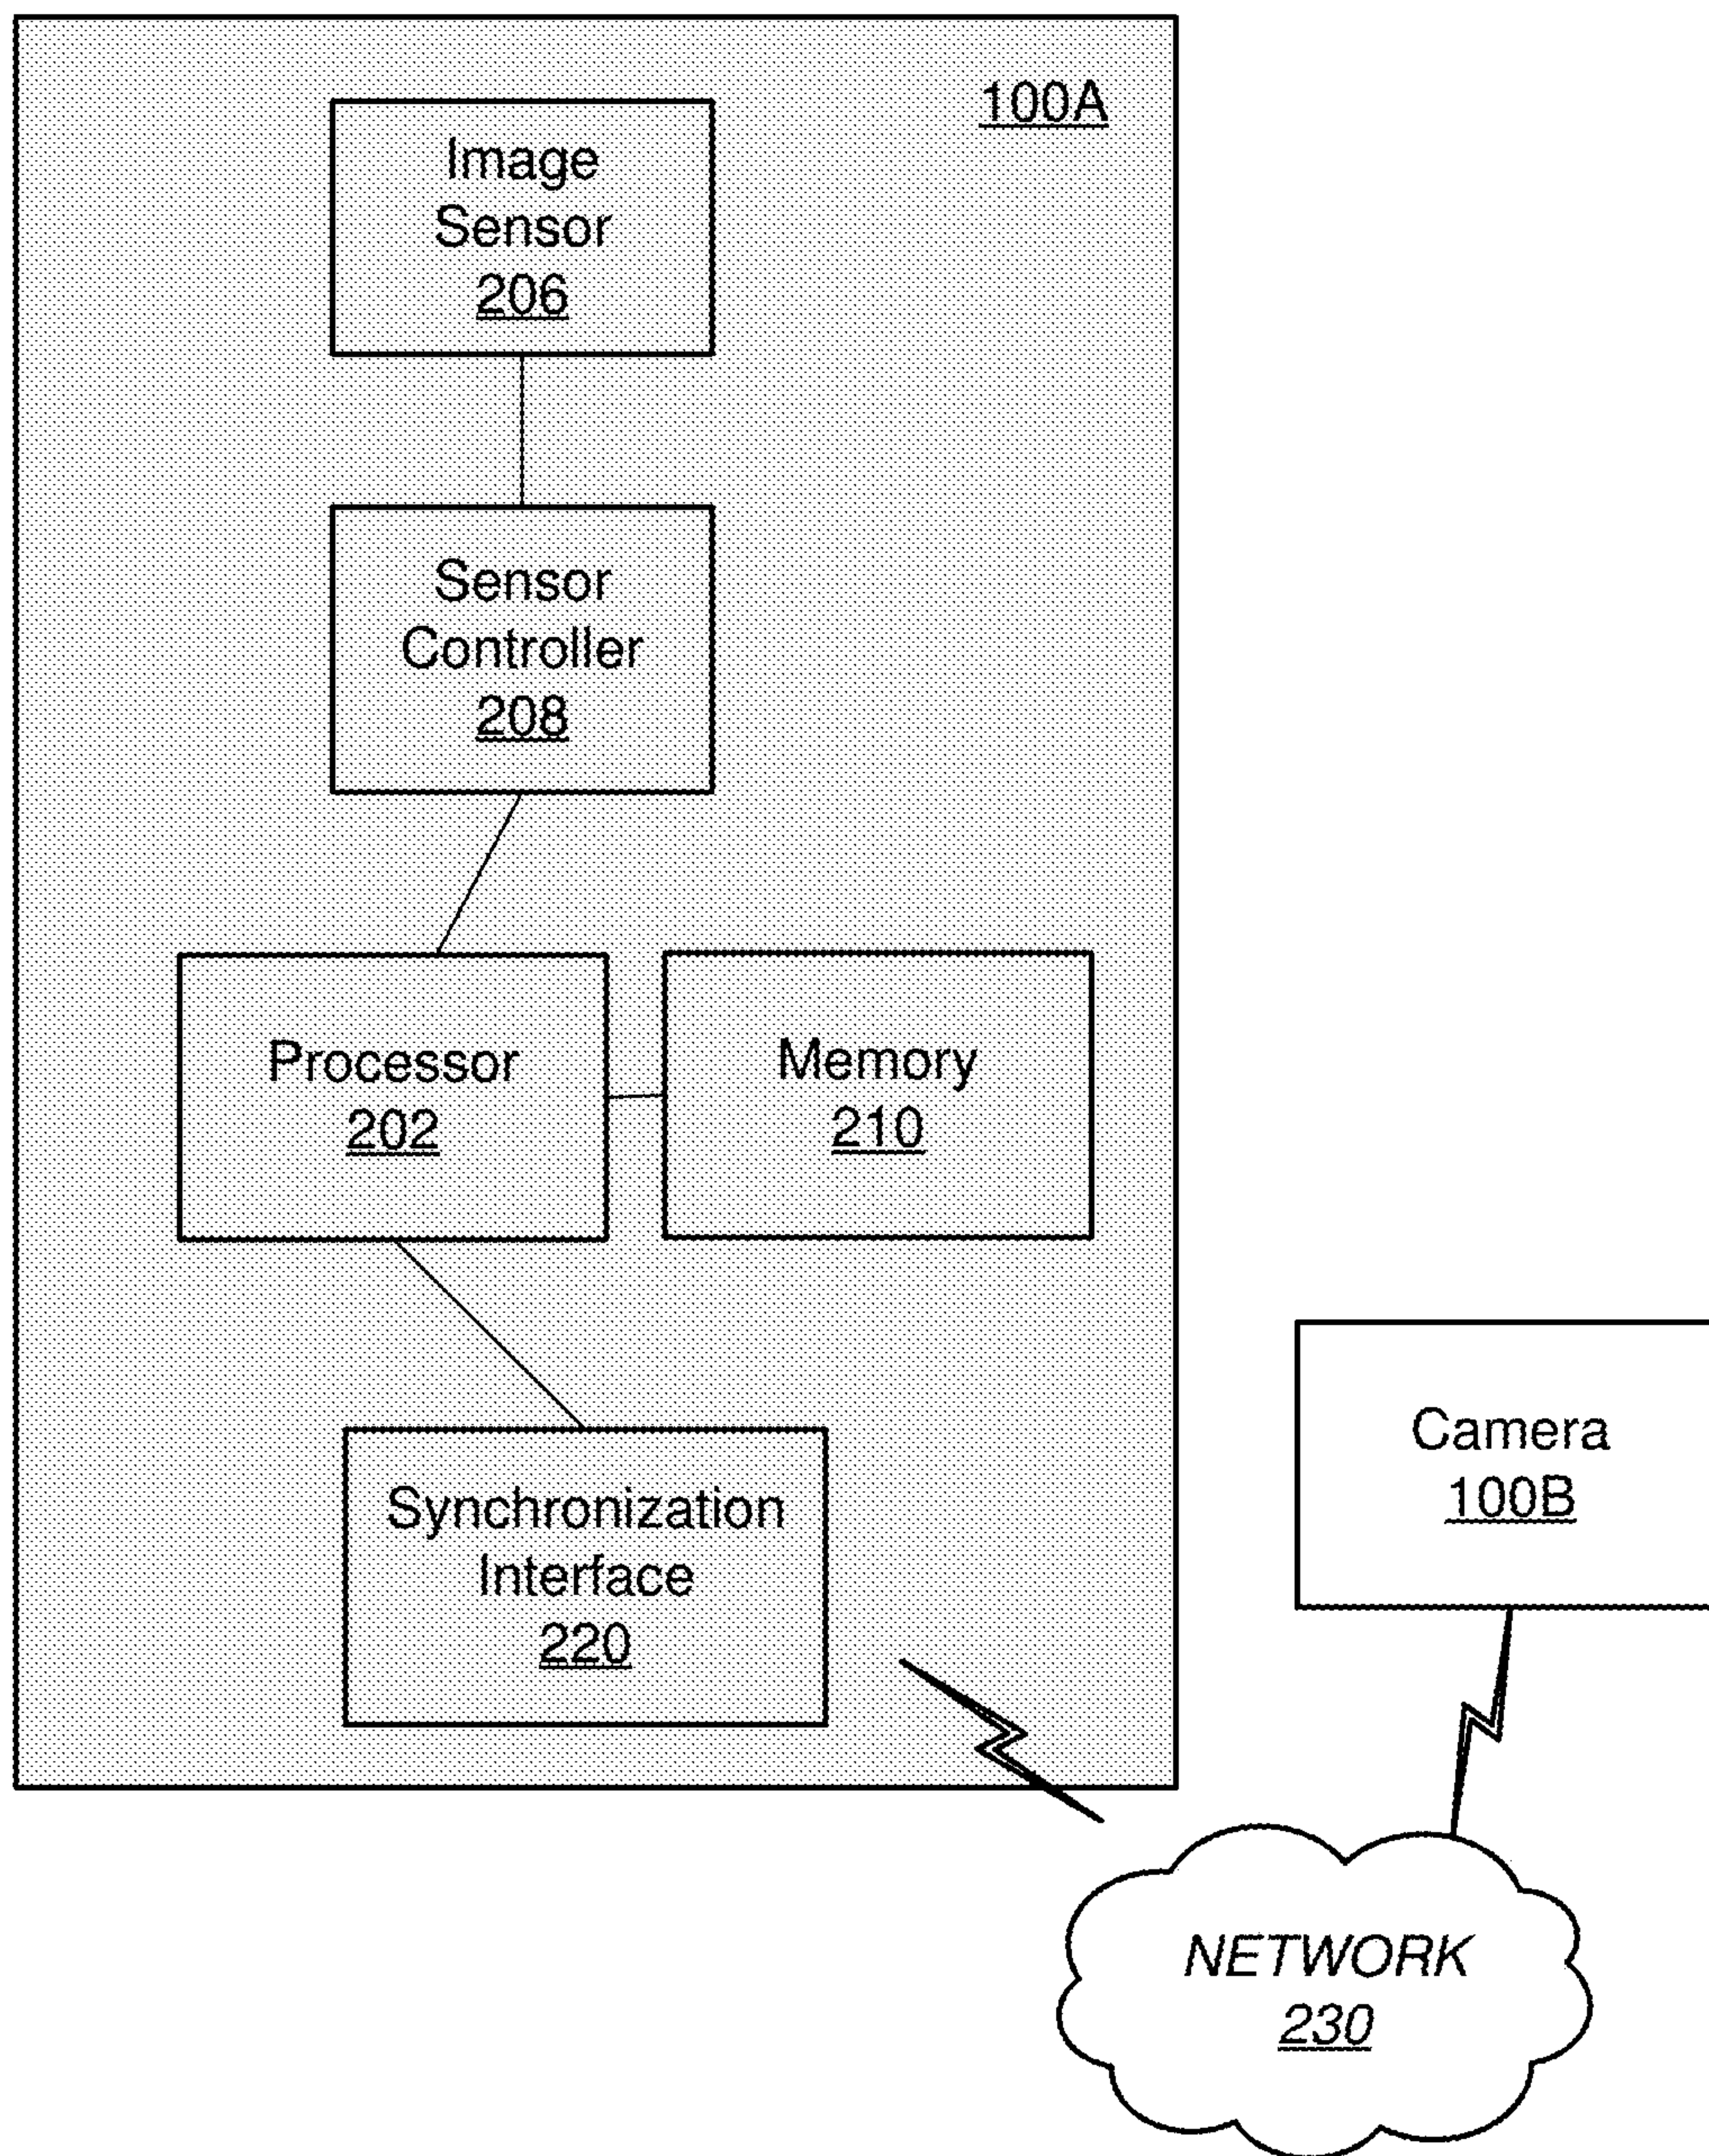 100A
Image
Sensor
206
Sensor
Controller
208
Processor
202
Memory
210
Synchronization
Interface
220
Camera
100B
NETWORK
230